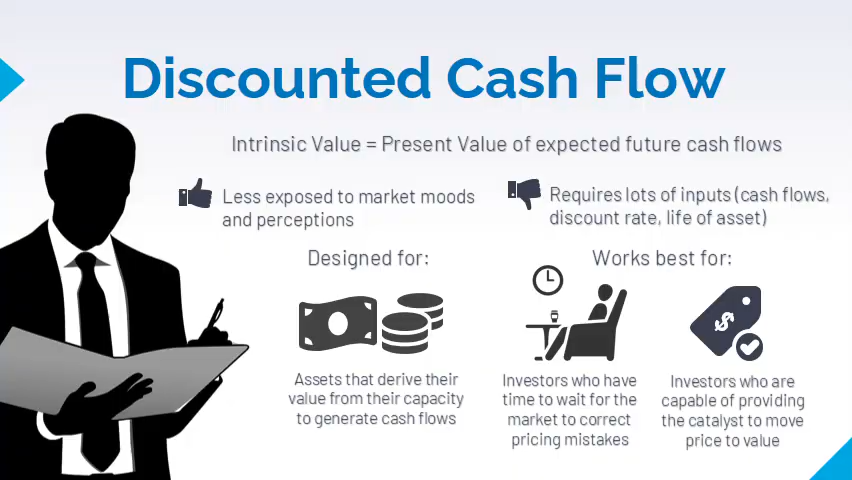 Discounted Cash Flow
Intrinsic Value = Present Value of expected future cash flows
Less exposed to market moods
and perceptions
Requires lots of inputs (cash flows,
discount rate, life of asset)
Designed for:
Works best for:
$
Assets that derive their
value from their capacity
to generate cash flows
Investors who have
time to wait for the
market to correct
pricing mistakes
Investors who are
capable of providing
the catalyst to move
price to value